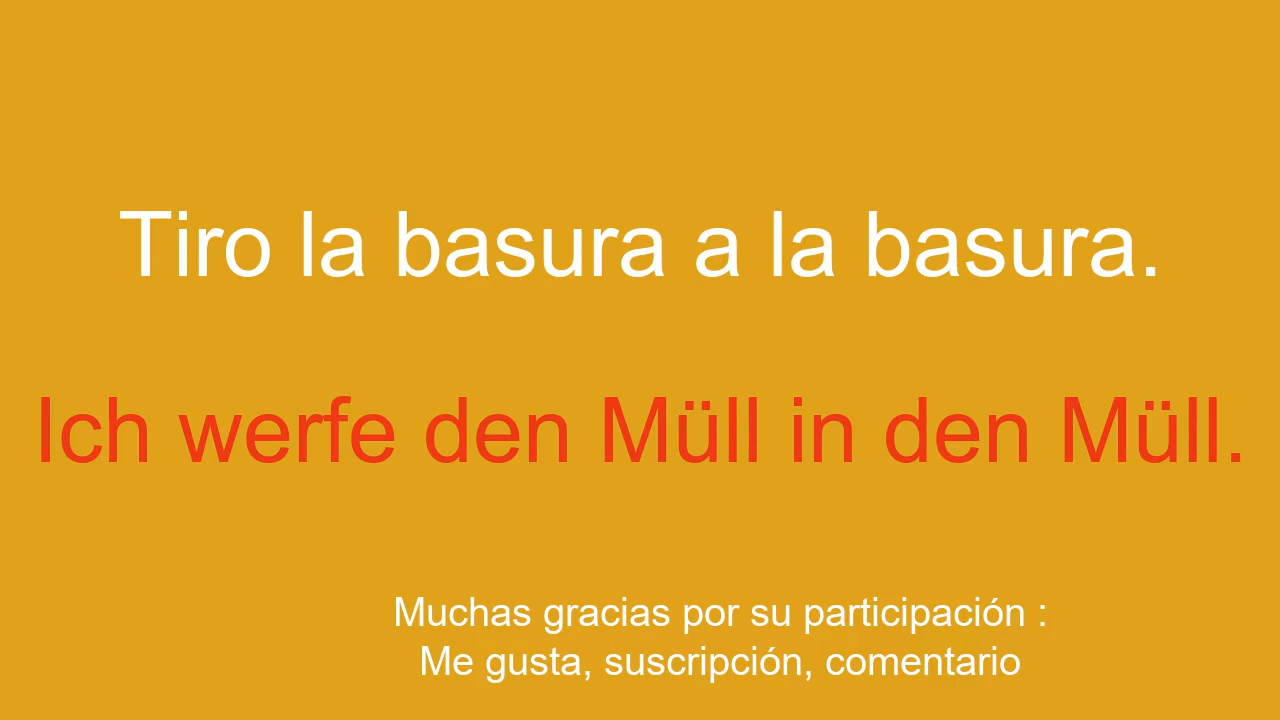 Tiro la basura a la basura.
Ich werfe den Müll in den Müll.
Muchas gracias por su participación :
Me gusta, suscripción, comentario